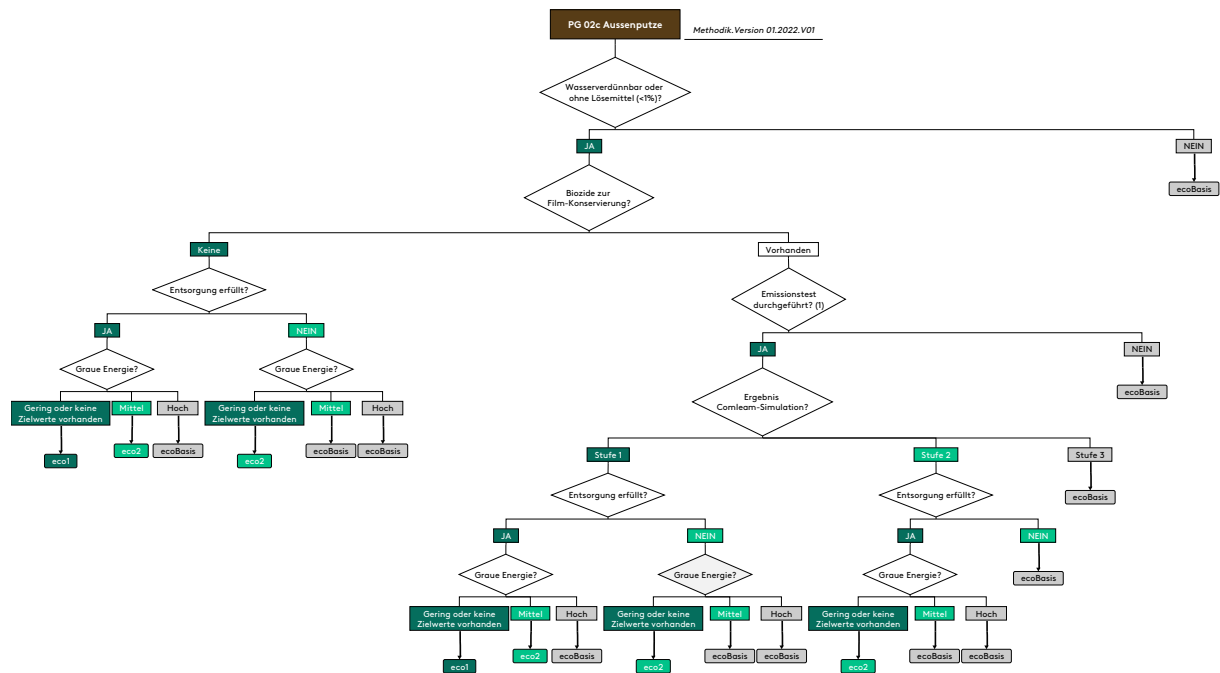 PG 02c Aussenputze
Methodik.Version 01.2022.V01
Wasserverdünnbar oder
ohne Lösemittel (<1%)?
JA
NEIN
ecoBasis
Biozide zur
Film-Konservierung?
Keine
Vorhanden
Entsorgung erfüllt?
Emissionstest
durchgeführt? (1)
JA
NEIN
JA
NEIN
Graue Energie?
Graue Energie?
ecoBasis
Gering oder keine
Zielwerte vorhanden
Mittel
Hoch
Gering oder keine
Zielwerte vorhanden
Mittel
Hoch
Ergebnis
Comleam-Simulation?
eco1
eco2
ecoBasis
eco2
ecoBasis
ecoBasis
Stufe 1
Stufe 2
Stufe 3
Entsorgung erfüllt?
Entsorgung erfüllt?
ecoBasis
JA
NEIN
JA
NEIN
Graue Energie?
Graue Energie?
Graue Energie?
ecoBasis
Gering oder keine
Zielwerte vorhanden
Mittel
Hoch
Gering oder keine
Zielwerte vorhanden
Mittel
Hoch
Gering oder keine
Zielwerte vorhanden
Mittel
Hoch
eco1
eco2
ecoBasis
eco2
ecoBasis
ecoBasis
eco2
ecoBasis
ecoBasis